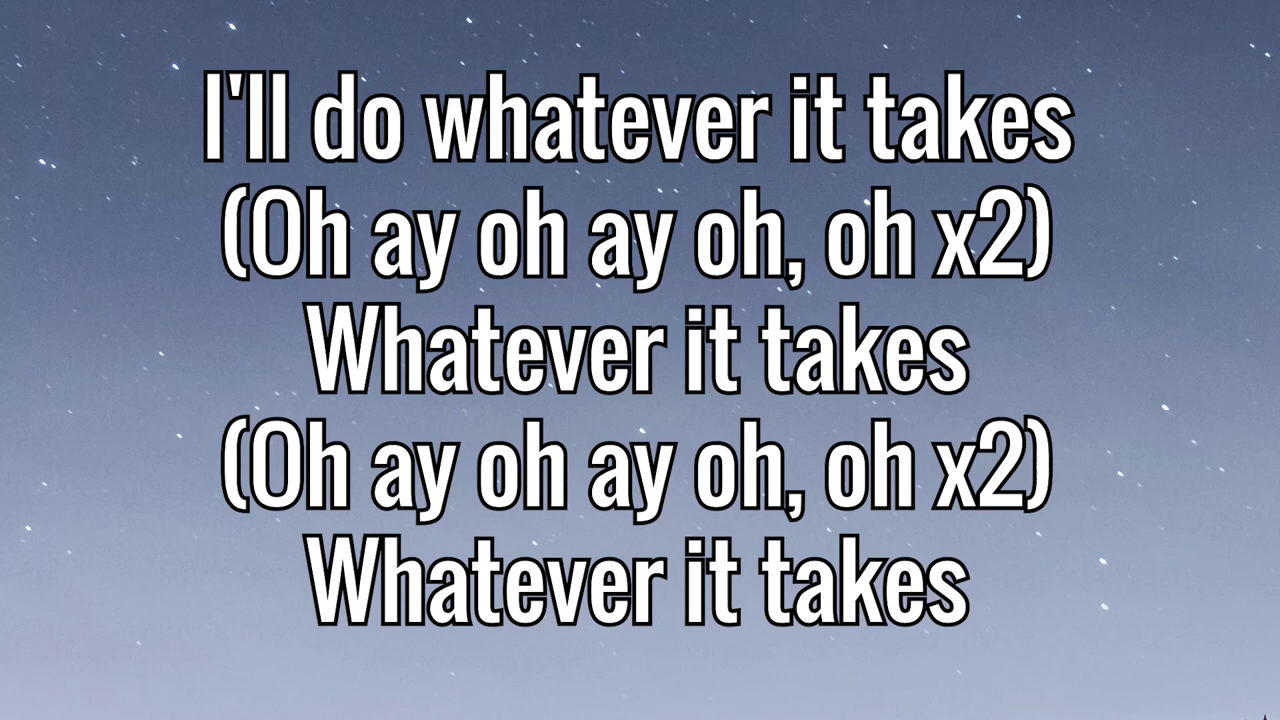 I'll do whatever it takes
(Oh ay oh ay oh, oh x2)
Whatever it takes
(Oh ay oh ay oh, oh x2)
Whatever it takes